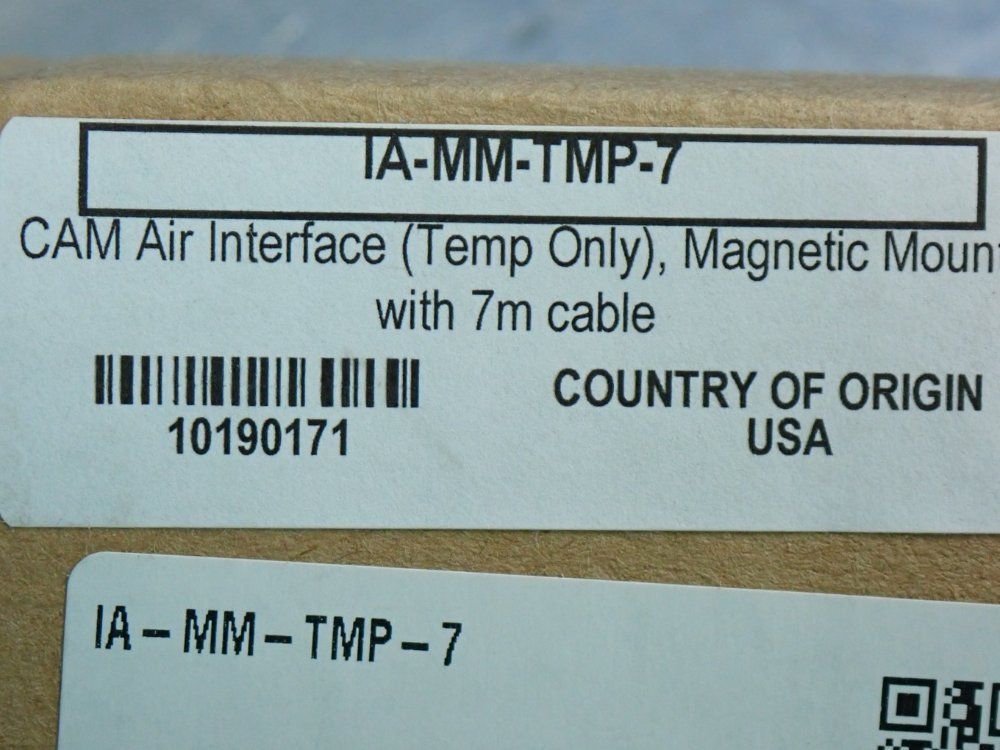 IA-MM-TMP-7
CAM Air Interface (Temp Only), Magnetic Mount
with 7m cable
10190171
COUNTRY OF ORIGIN
USA
IA-MM-TMP-7